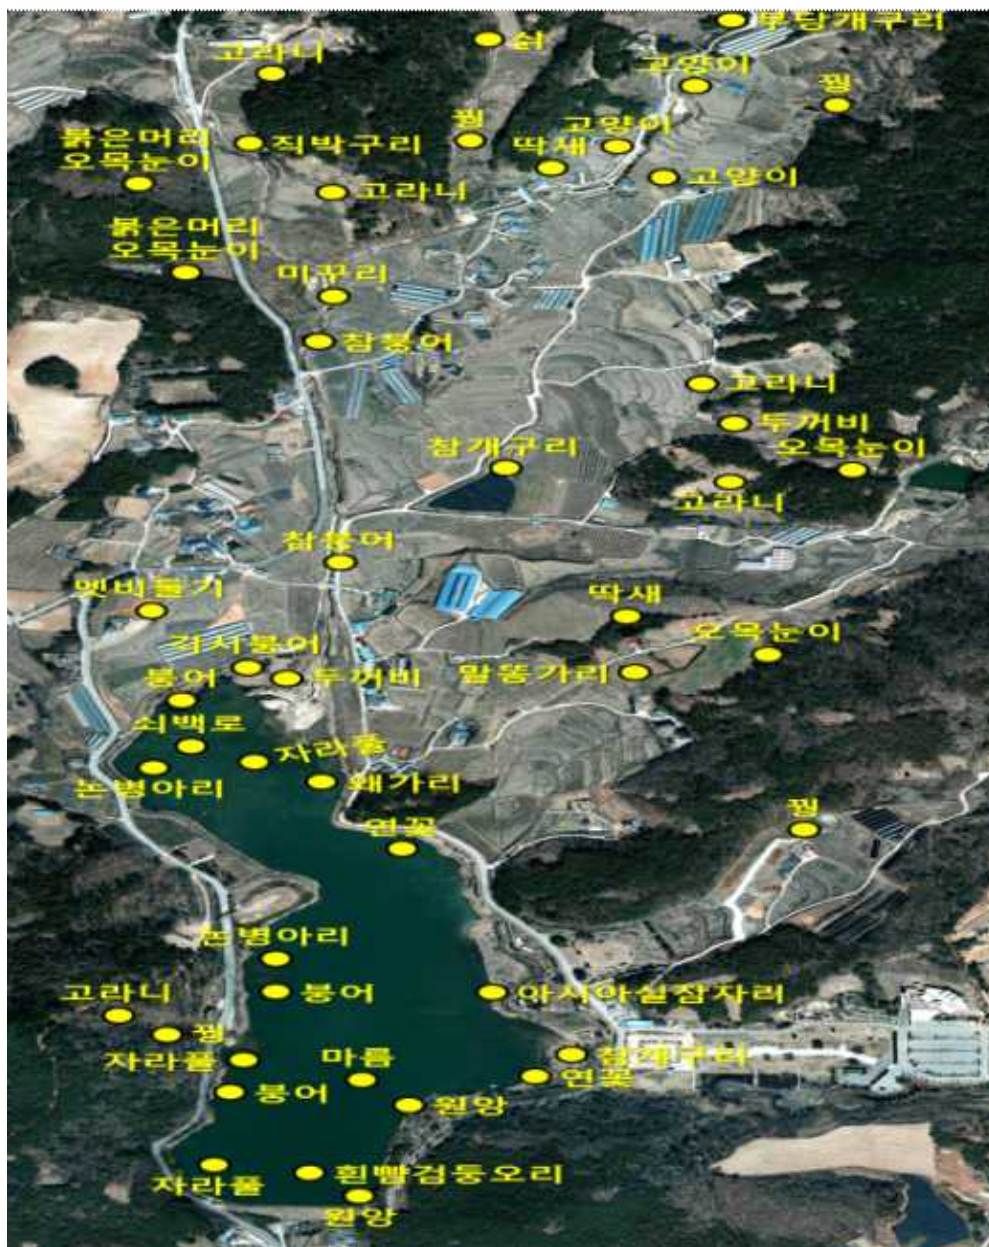 무당개구리
삵
고라니
고양이
꿩
꿩
고양이
붉은머리
오목눈이
직박구리
딱새
고양이
고라니
붉은머리
오목눈이
미꾸리
참붕어
고라니
두꺼비
참개구리
오목눈이
고라니
참붕어
멧비둘기
딱새
오목눈이
각시붕어
붕어
두꺼비
말똥가리
쇠백로
자라풀
논병아리
왜가리
연꽃
꿩
논병아리
고라니
붕어
아시아실잠자리
꿩
자라풀
마름
참개구리
연꽃
붕어
원앙
자라풀
흰뺨검둥오리
원앙